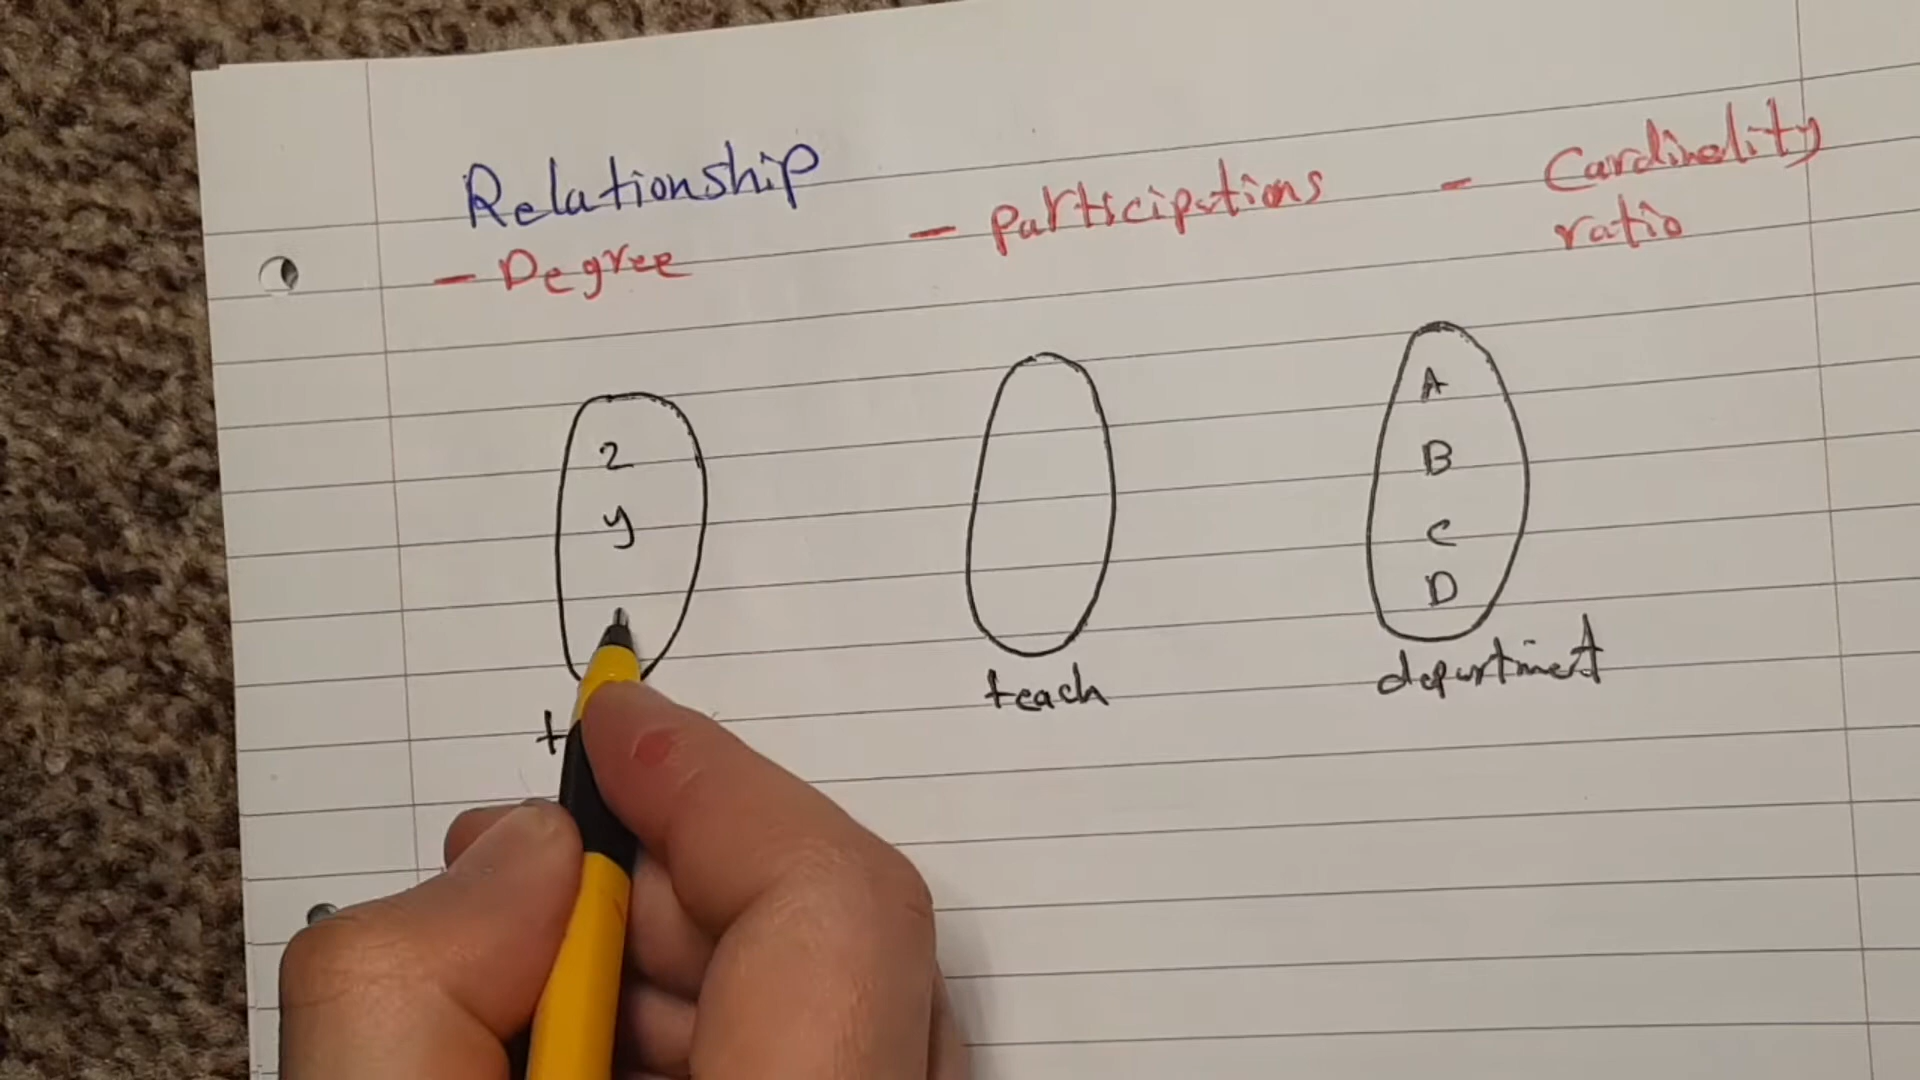 Relationship
- Degree
- participations
- Cardinality
ratio
2
y
A
B
C
D
teach
department